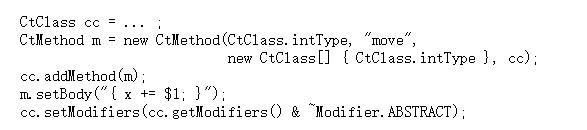 CtClass cc = ... ;
CtMethod m = new CtMethod(CtClass.intType, "move",
                          new CtClass[] { CtClass.intType }, cc);
cc.addMethod(m);
m.setBody("{ x += $1; }");
cc.setModifiers(cc.getModifiers() & ~Modifier.ABSTRACT);